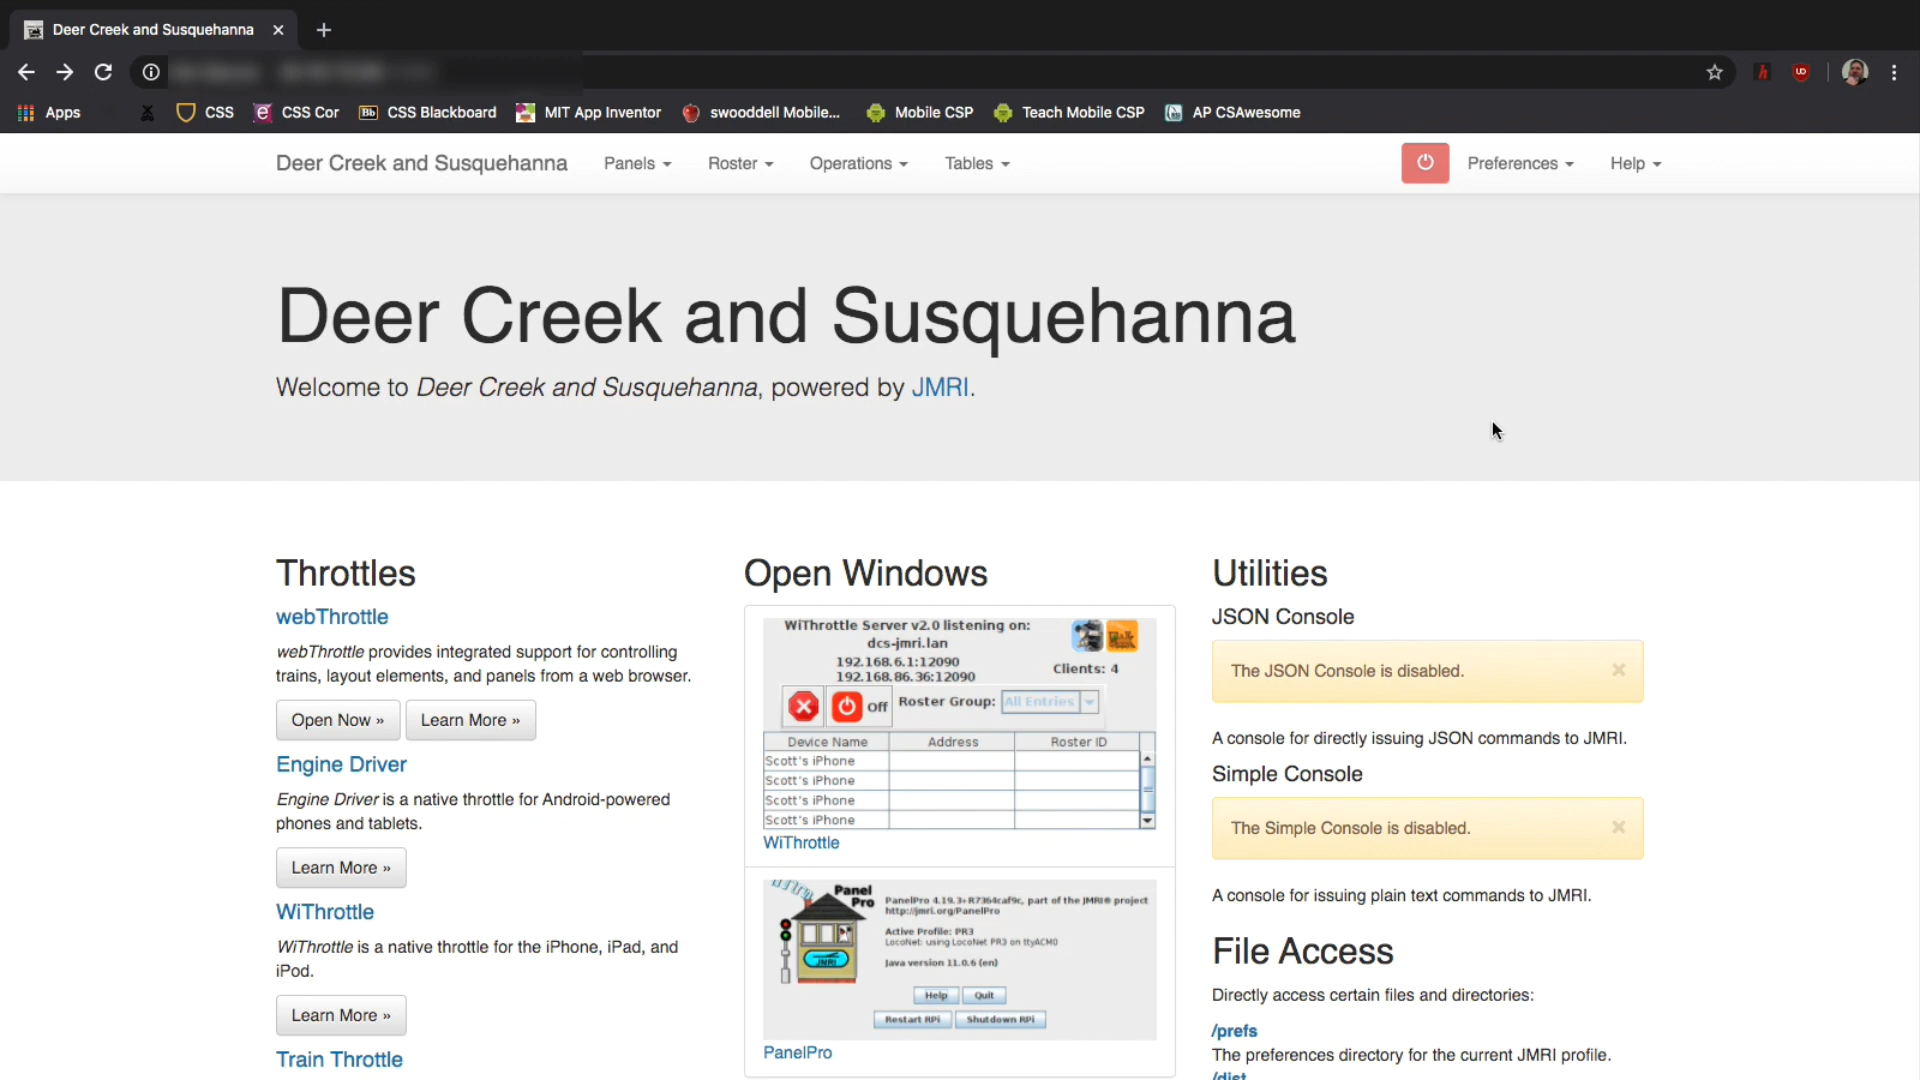 Deer Creek and Susquehanna
Apps
CSS
CSS Cor
Bb CSS Blackboard
MIT App Inventor
swooddell Mobile...
Mobile CSP
Teach Mobile CSP
AP CSAwesome
Deer Creek and Susquehanna
Panels
Roster
Operations
Tables
Preferences
Help
Deer Creek and Susquehanna
Welcome to Deer Creek and Susquehanna, powered by JMRI.
Throttles
webThrottle
webThrottle provides integrated support for controlling
trains, layout elements, and panels from a web browser.
Open Now »
Learn More »
Engine Driver
Engine Driver is a native throttle for Android-powered
phones and tablets.
Learn More »
WiThrottle
WiThrottle is a native throttle for the iPhone, iPad, and
iPod.
Learn More »
Train Throttle
Open Windows
WiThrottle Server v2.0 listening on:
dcs-jmri.lan
192.168.6.1:12090
192.168.86.36:12090
Clients: 4
Off
Roster Group:
All Entries
Device Name
Address
Roster ID
Scott's iPhone
Scott's iPhone
Scott's iPhone
Scott's iPhone
WiThrottle
Panel
Pro
JMRI
PanelPro 4.19.3+R7364caf9c, part of the JMRI® project
http://jmri.org/PanelPro
Active Profile: PR3
LocoNet: using LocoNet PR3 on ttyACM0
Java version 11.0.6 (en)
Help
Quit
Restart RPi
Shutdown RPi
PanelPro
Utilities
JSON Console
The JSON Console is disabled.
A console for directly issuing JSON commands to JMRI.
Simple Console
The Simple Console is disabled.
A console for issuing plain text commands to JMRI.
File Access
Directly access certain files and directories:
/prefs
The preferences directory for the current JMRI profile.
/dist